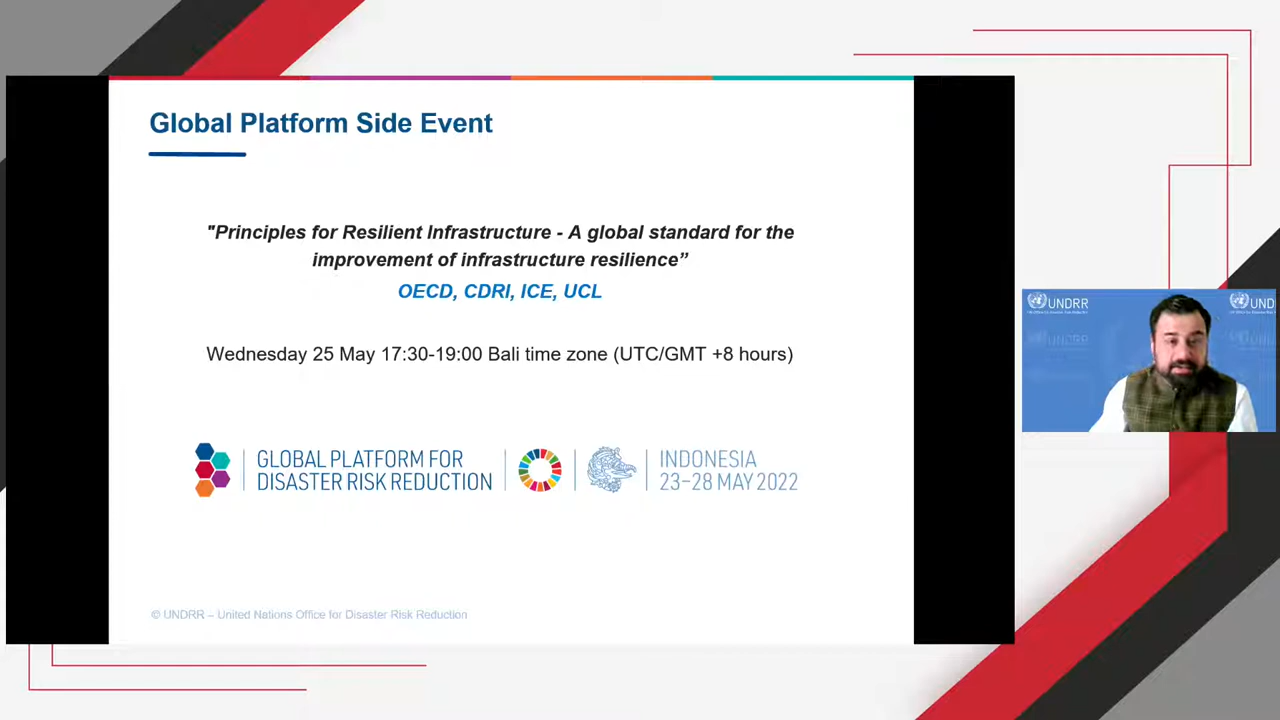 Global Platform Side Event
"Principles for Resilient Infrastructure - A global standard for the
improvement of infrastructure resilience”
OECD, CDRI, ICE, UCL
Wednesday 25 May 17:30-19:00 Bali time zone (UTC/GMT +8 hours)
GLOBAL PLATFORM FOR
DISASTER RISK REDUCTION
INDONESIA
23–28 MAY 2022
© UNDRR – United Nations Office for Disaster Risk Reduction
UNDRR
UND
UNDRR